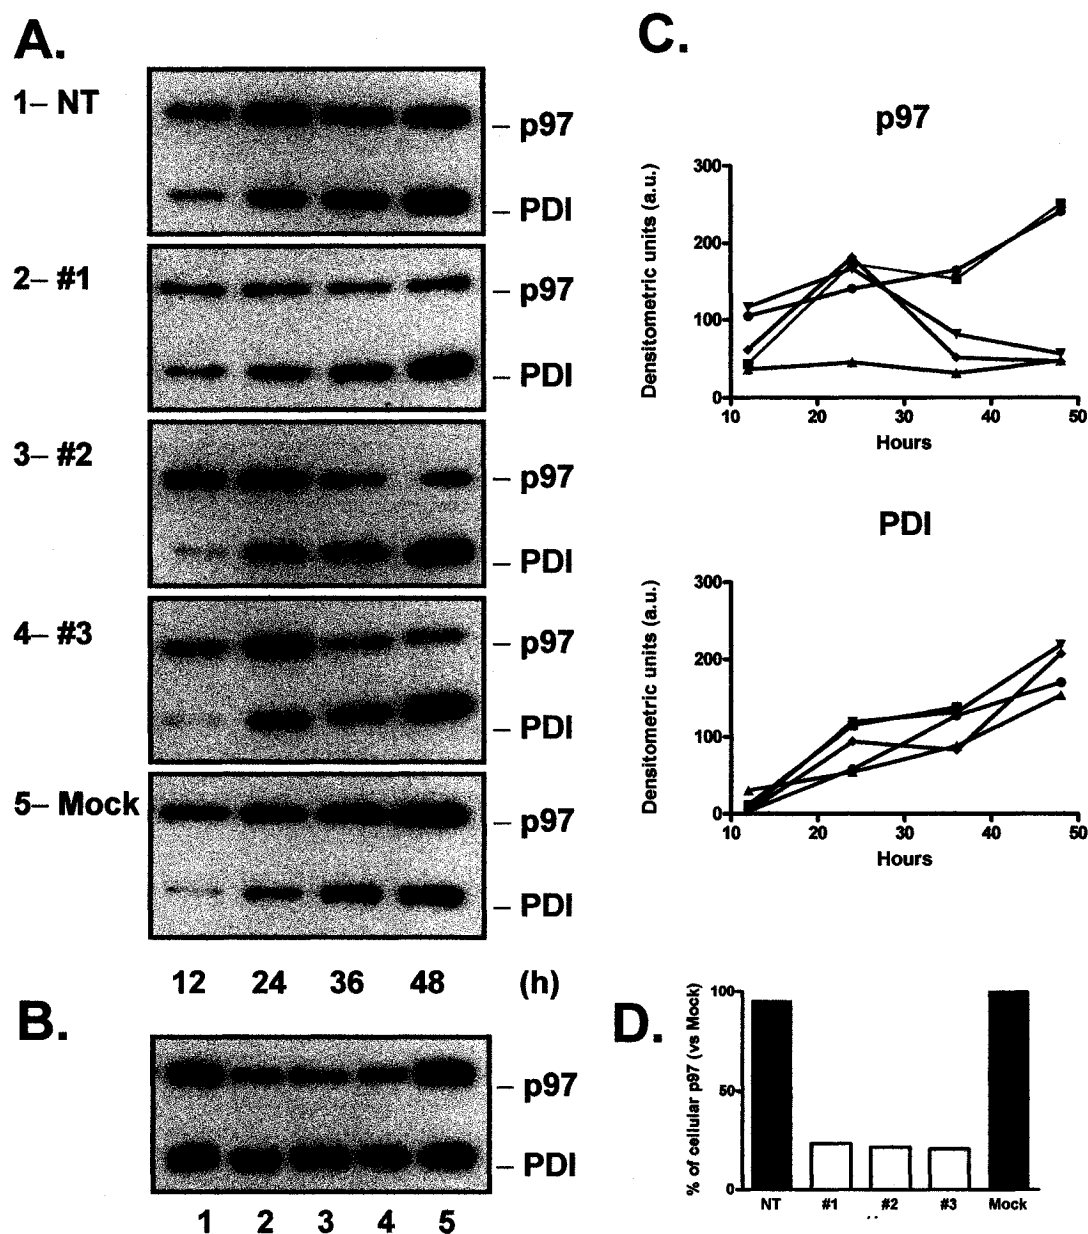 A.
1– NT
– p97
– PDI
2– #1
– p97
– PDI
3– #2
– p97
– PDI
4– #3
– p97
– PDI
5– Mock
– p97
– PDI
12 24 36 48 (h)
B.
– p97
– PDI
1 2 3 4 5
C.
p97
Densitometric units (a.u.)
300
200
100
0
10 20 30 40 50
Hours
PDI
Densitometric units (a.u.)
300
200
100
0
10 20 30 40 50
Hours
D.
% of cellular p97 (vs Mock)
100
50
0
NT #1 #2 #3 Mock